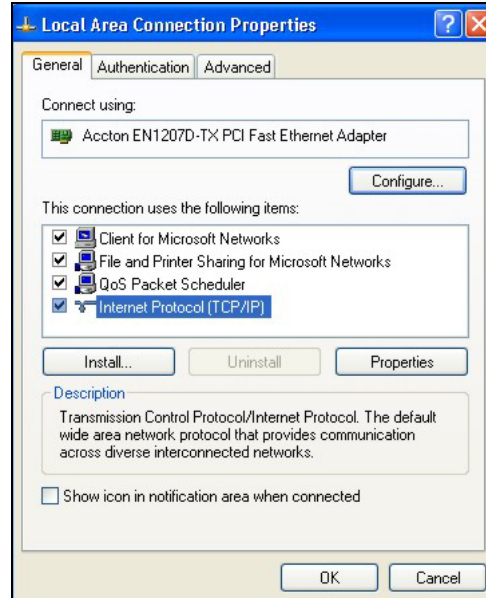 Local Area Connection Properties
General Authentication Advanced
Connect using:
Accton EN1207D-TX PCI Fast Ethernet Adapter
Configure...
This connection uses the following items:
Client for Microsoft Networks
File and Printer Sharing for Microsoft Networks
QoS Packet Scheduler
Internet Protocol (TCP/IP)
Install... Uninstall Properties
Description
Transmission Control Protocol/Internet Protocol. The default
wide area network protocol that provides communication
across diverse interconnected networks.
Show icon in notification area when connected
OK Cancel